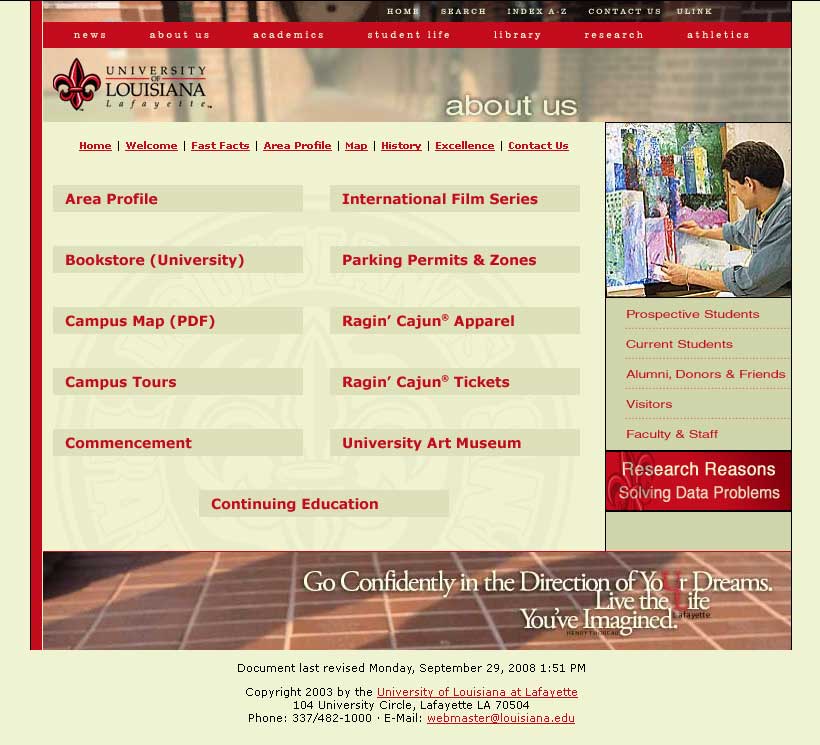 HOME SEARCH INDEX A-Z CONTACT US ULINK
news about us academics student life library research athletics
UNIVERSITY
OF
LOUISIANA
Lafayette™
about us
Home | Welcome | Fast Facts | Area Profile | Map | History | Excellence | Contact Us
Area Profile
International Film Series
Bookstore (University)
Parking Permits & Zones
Campus Map (PDF)
Ragin’ Cajun® Apparel
Campus Tours
Ragin’ Cajun® Tickets
Commencement
University Art Museum
Continuing Education
Prospective Students
Current Students
Alumni, Donors & Friends
Visitors
Faculty & Staff
Research Reasons
Solving Data Problems
Go Confidently in the Direction of YoUr Dreams.
Live the Life
Lafayette
You've Imagined.
HENRY THOREAU
Document last revised Monday, September 29, 2008 1:51 PM
Copyright 2003 by the University of Louisiana at Lafayette
104 University Circle, Lafayette LA 70504
Phone: 337/482-1000 · E-Mail: webmaster@louisiana.edu